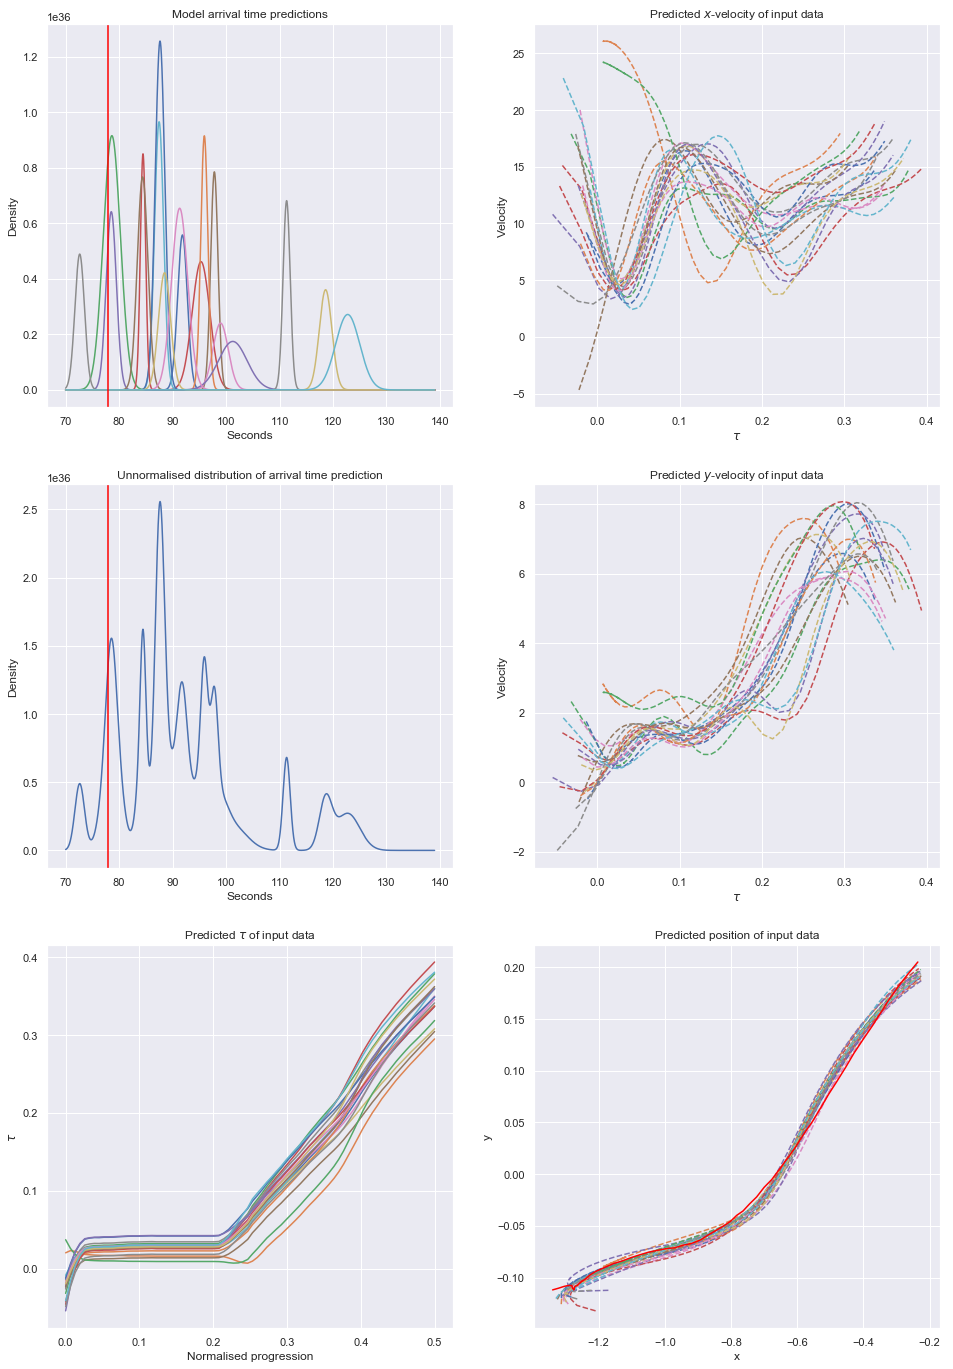 Model arrival time predictions
1e36
1.2
1.0
0.8
0.6
0.4
0.2
0.0
Density
70 80 90 100 110 120 130 140
Seconds
Predicted x-velocity of input data
25
20
15
10
5
0
−5
Velocity
0.0 0.1 0.2 0.3 0.4
τ
Unnormalised distribution of arrival time prediction
1e36
2.5
2.0
1.5
1.0
0.5
0.0
Density
70 80 90 100 110 120 130 140
Seconds
Predicted y-velocity of input data
8
6
4
2
0
−2
Velocity
0.0 0.1 0.2 0.3 0.4
τ
Predicted τ of input data
0.4
0.3
0.2
0.1
0.0
τ
0.0 0.1 0.2 0.3 0.4 0.5
Normalised progression
Predicted position of input data
0.20
0.15
0.10
0.05
0.00
−0.05
−0.10
y
−1.2 −1.0 −0.8 −0.6 −0.4 −0.2
x